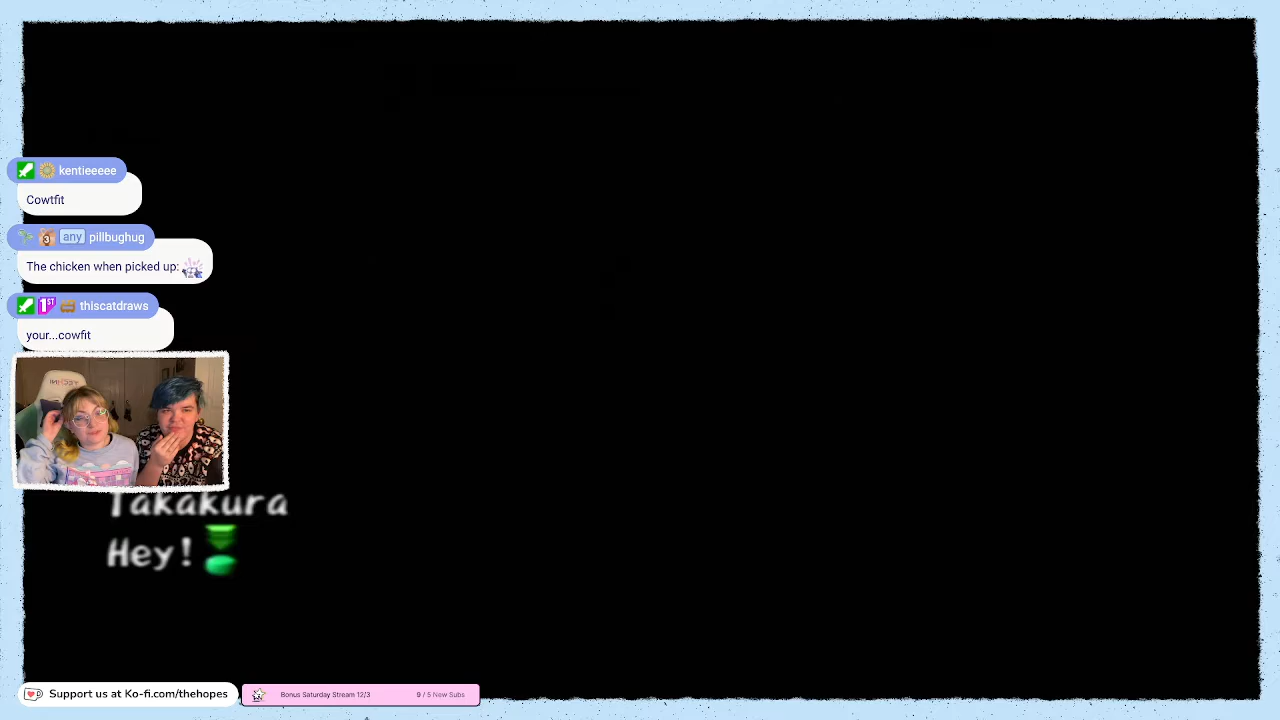 kentieeeee
Cowtfit
any pillbughug
The chicken when picked up:
1ST thiscatdraws
your...cowfit
Takakura
Hey!
Support us at Ko-fi.com/thehopes
Bonus Saturday Stream 12/3
9 / 5 New Subs